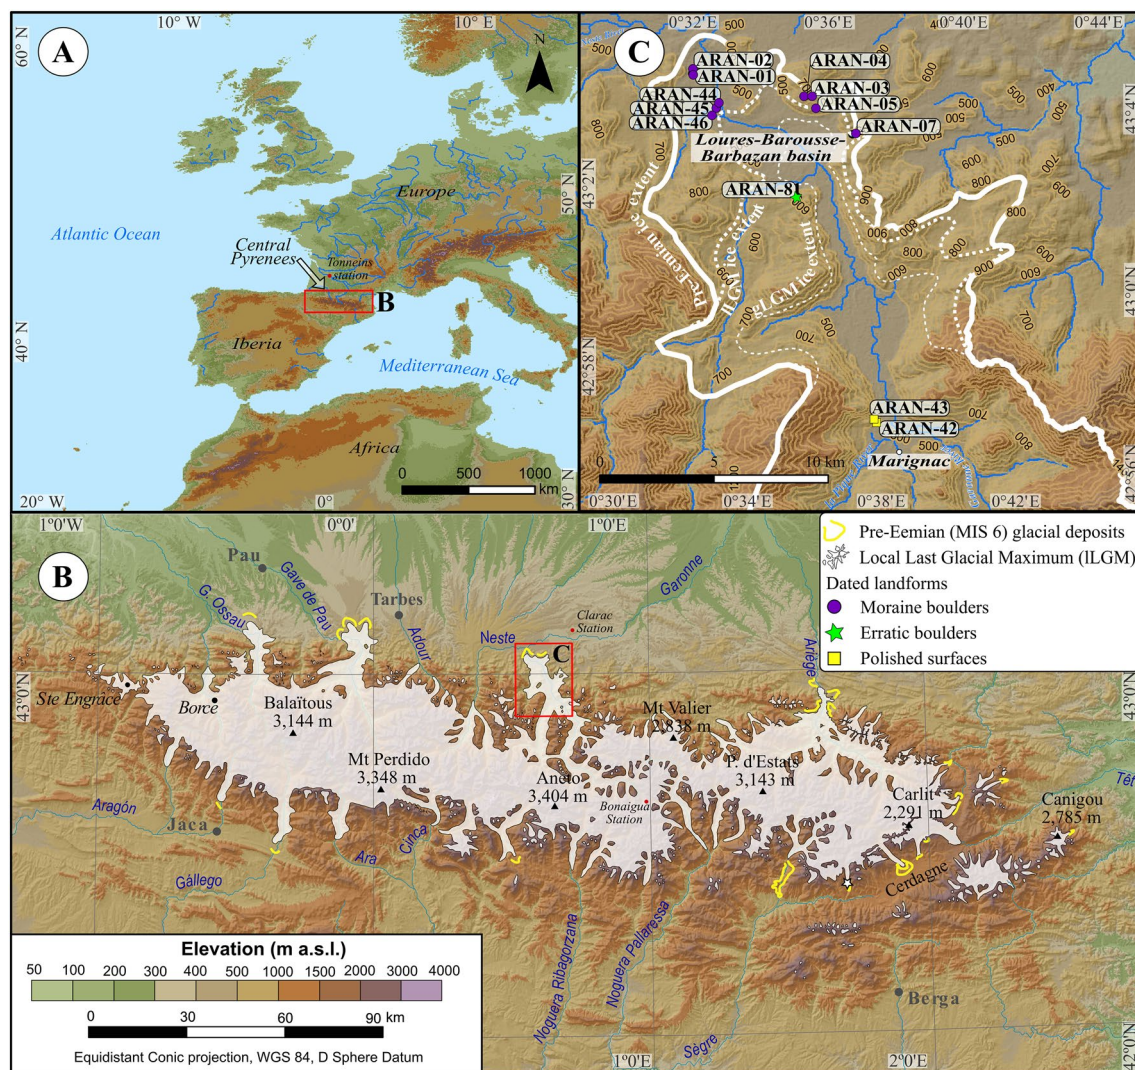 10° W
0°
10° E
60° N
A
N
Europe
50° N
Atlantic Ocean
Central
Pyrenees
Tonneins
station
B
40° N
Iberia
Mediterranean Sea
Africa
0 500 1000
km
20° W
0°
30° N
C
0°32'E
0°36'E
0°40'E
0°44'E
ARAN-02
ARAN-01
ARAN-04
ARAN-03
ARAN-05
ARAN-44
ARAN-45
ARAN-46
ARAN-07
Loures-Barousse-
Barbazan basin
ARAN-81
Pre-Eemian ice extent
lLGM ice extent
gLGM ice extent
43°4'N
43°2'N
43°0'N
42°58'N
42°56'N
ARAN-43
ARAN-42
Marignac
0 5 10 km
0°30'E
0°34'E
0°38'E
0°42'E
1°0'W
0°0'
1°0'E
B
Pau
G. Ossau
Gave de Pau
Tarbes
Adour
Neste
Garonne
Clarac
Station
C
Ariège
43°0'N
Ste Engrâce
Borce
Balaïtous
3,144 m
Mt Perdido
3,348 m
Aneto
3,404 m
Mt Valier
2,838 m
P. d'Estats
3,143 m
Bonaigua
Station
Carlit
2,291 m
Canigou
2,785 m
Têt
43°0'N
Aragón
Jaca
Gállego
Ara
Cinca
Noguera Ribagorzana
Noguera Pallaressa
Sègre
Cerdagne
Berga
1°0'E
2°0'E
42°0'N
Pre-Eemian (MIS 6) glacial deposits
Local Last Glacial Maximum (lLGM)
Dated landforms
Moraine boulders
Erratic boulders
Polished surfaces
Elevation (m a.s.l.)
50 100 200 300 400 500 1000 1500 2000 3000 4000
0 30 60 90 km
Equidistant Conic projection, WGS 84, D Sphere Datum